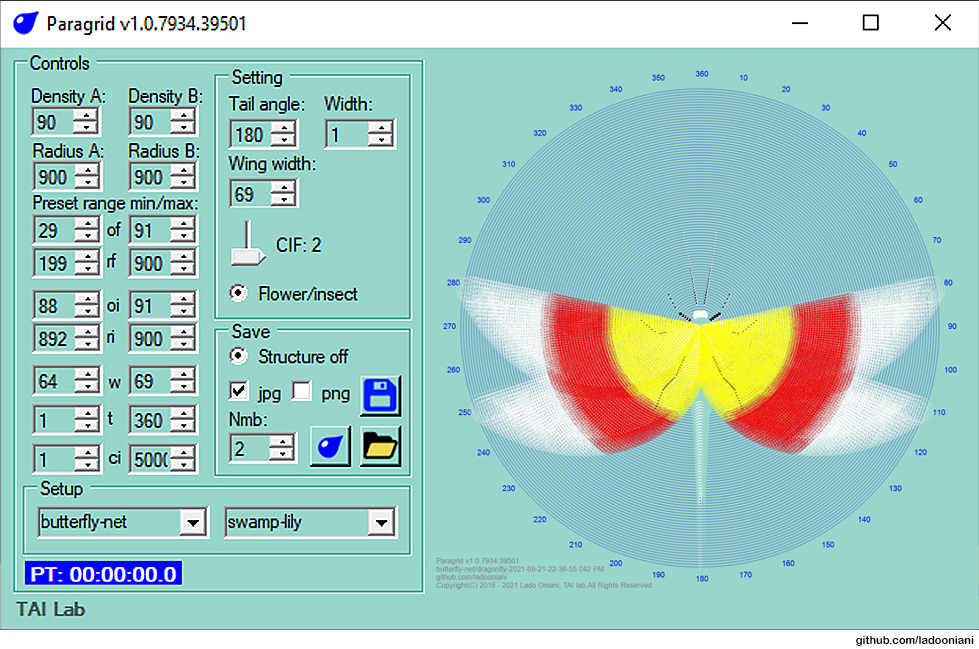 Paragrid v1.0.7934.39501
Controls
Density A: Density B:
90 90
Radius A: Radius B:
900 900
Preset range min/max:
29 of 91
199 rf 900
88 oi 91
892 ri 900
64 w 69
1 t 360
1 ci
Setting
Tail angle: Width:
180 1
Wing width:
69
CIF: 2
Flower/insect
Save
Structure off
jpg png
Nmb:
2
Setup
butterfly-net swamp-lily
PT: 00:00:00.0
TAI Lab
360
350 10
340 20
330 30
320 40
310 50
300 60
290 70
280 80
270 90
260 100
250 110
240 120
230 130
220 140
210 150
200 160
190 170
180
Paragrid v1.0.7934.39501
butterfly-net/dragonfly-2021-09-21-22-36-55.042.PM
github.com/ladooniani
Copyright(C) 2016 - 2021 Lado Oniani, TAI lab All Rights Reserved
github.com/ladooniani